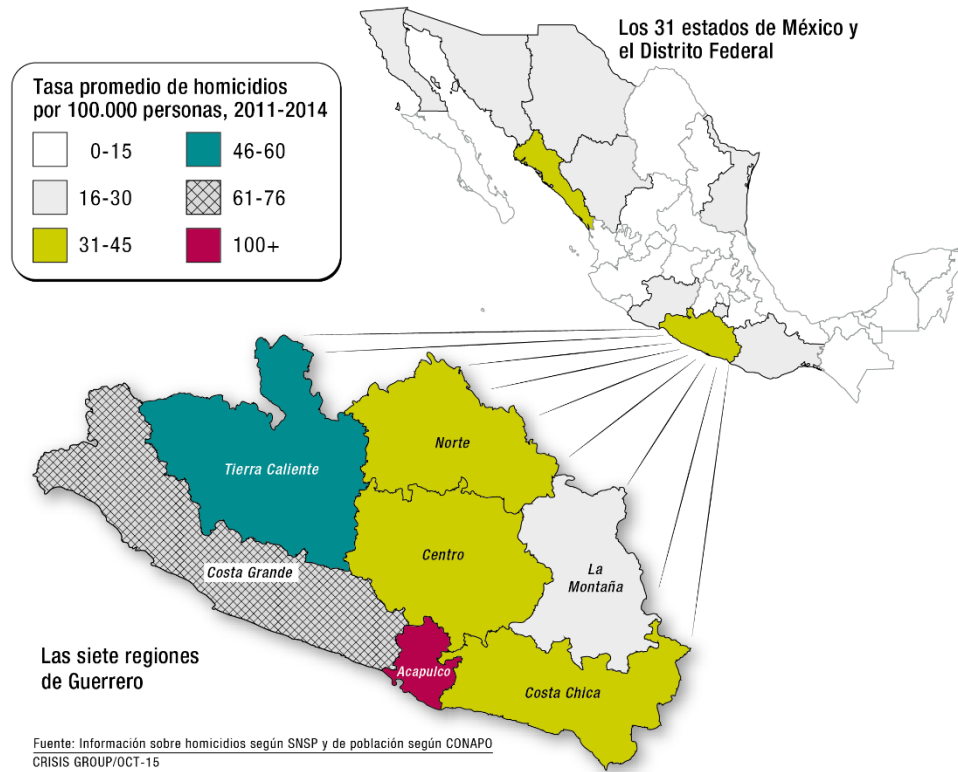 Los 31 estados de México y
el Distrito Federal
Tasa promedio de homicidios
por 100.000 personas, 2011-2014
0-15
46-60
16-30
61-76
31-45
100+
Norte
Tierra Caliente
Centro
Costa Grande
La
Montaña
Acapulco
Costa Chica
Las siete regiones
de Guerrero
Fuente: Información sobre homicidios según SNSP y de población según CONAPO
CRISIS GROUP/OCT-15